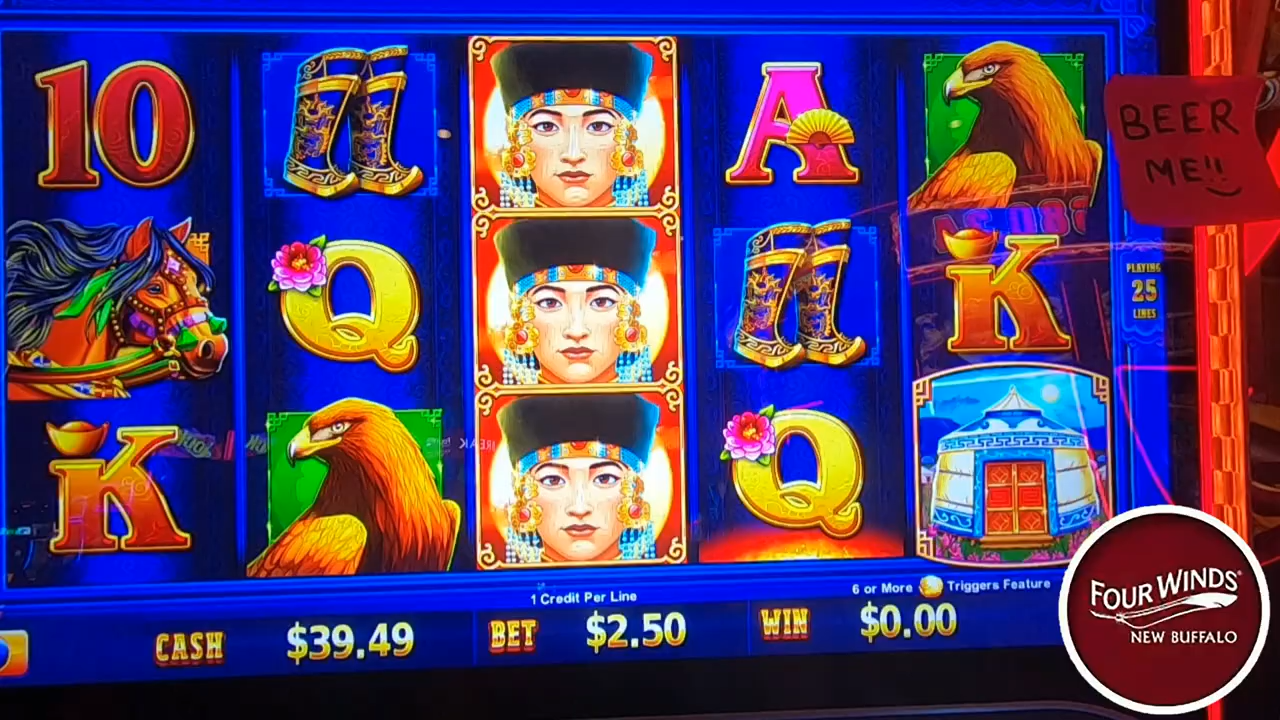 10
A
BEER
ME!!
Q
K
PLAYING
25
LINES
K
Q
1 Credit Per Line
6 or More Triggers Feature
CASH $39.49 BET $2.50 WIN $0.00
FOUR WINDS®
NEW BUFFALO